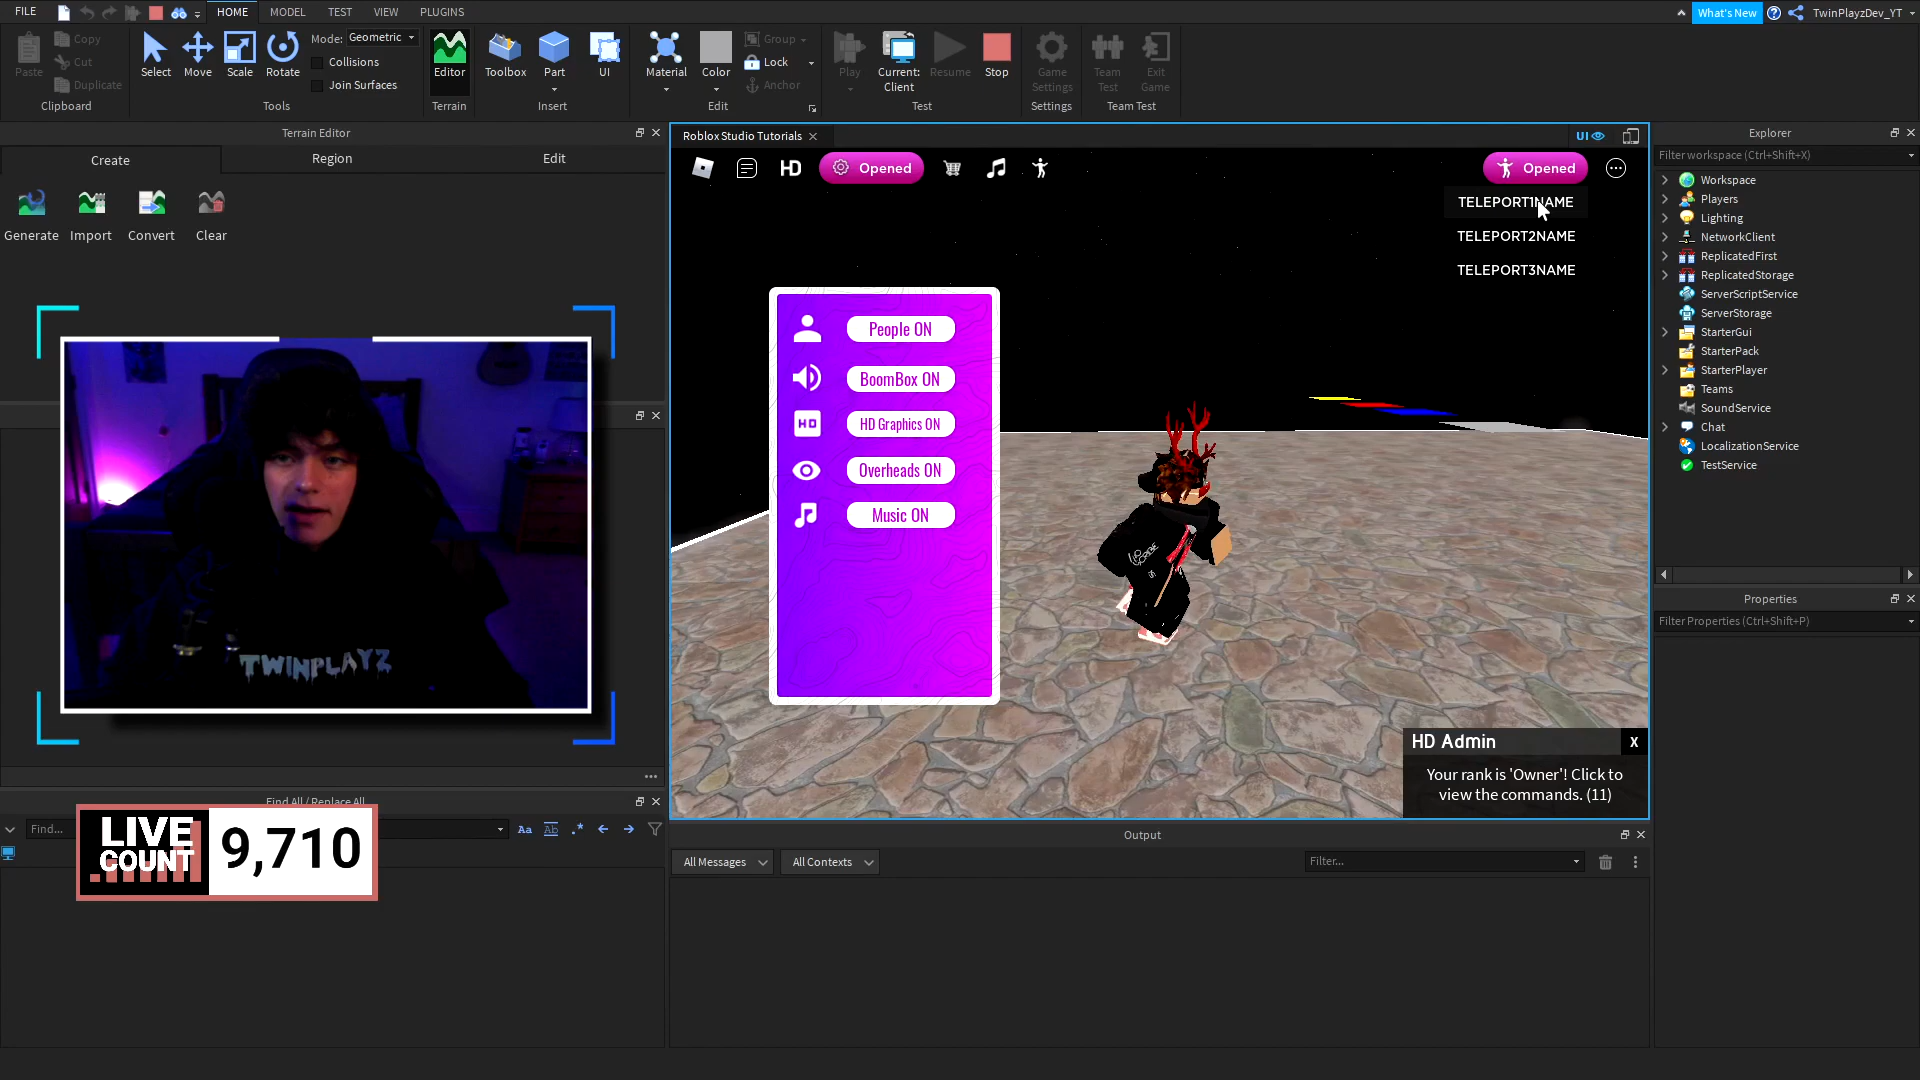 FILE
HOME
MODEL
TEST
VIEW
PLUGINS
What's New
TwinPlayzDev_YT
Paste
Copy
Cut
Duplicate
Clipboard
Select
Move
Scale
Rotate
Mode: Geometric
Collisions
Join Surfaces
Tools
Editor
Terrain
Toolbox
Part
UI
Insert
Material
Color
Group
Lock
Anchor
Edit
Play
Current:
Client
Resume
Stop
Test
Game
Settings
Settings
Team
Test
Exit
Game
Team Test
Terrain Editor
Create
Region
Edit
Generate
Import
Convert
Clear
TWINPLAYZ
Find All / Replace All
Find...
Aa
Ab
LIVE
COUNT
9,710
Roblox Studio Tutorials
UI
HD
Opened
Opened
TELEPORT1NAME
TELEPORT2NAME
TELEPORT3NAME
People ON
BoomBox ON
HD
HD Graphics ON
Overheads ON
Music ON
HD Admin
X
Your rank is 'Owner'! Click to
view the commands. (11)
Output
All Messages
All Contexts
Filter...
Explorer
Filter workspace (Ctrl+Shift+X)
Workspace
Players
Lighting
NetworkClient
ReplicatedFirst
ReplicatedStorage
ServerScriptService
ServerStorage
StarterGui
StarterPack
StarterPlayer
Teams
SoundService
Chat
LocalizationService
TestService
Properties
Filter Properties (Ctrl+Shift+P)